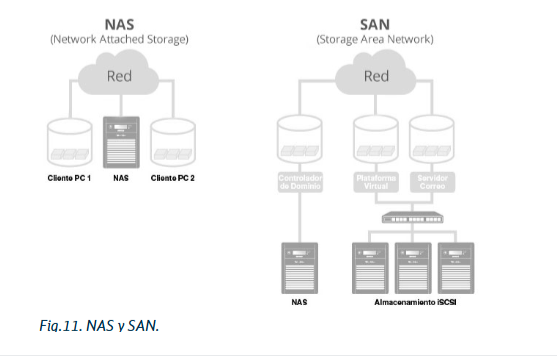 NAS
(Network Attached Storage)
Red
Cliente PC 1
NAS
Cliente PC 2
SAN
(Storage Area Network)
Red
Controlador
de Dominio
Plataforma
Virtual
Servidor
Correo
NAS
Almacenamiento iSCSI
Fig.11. NAS y SAN.